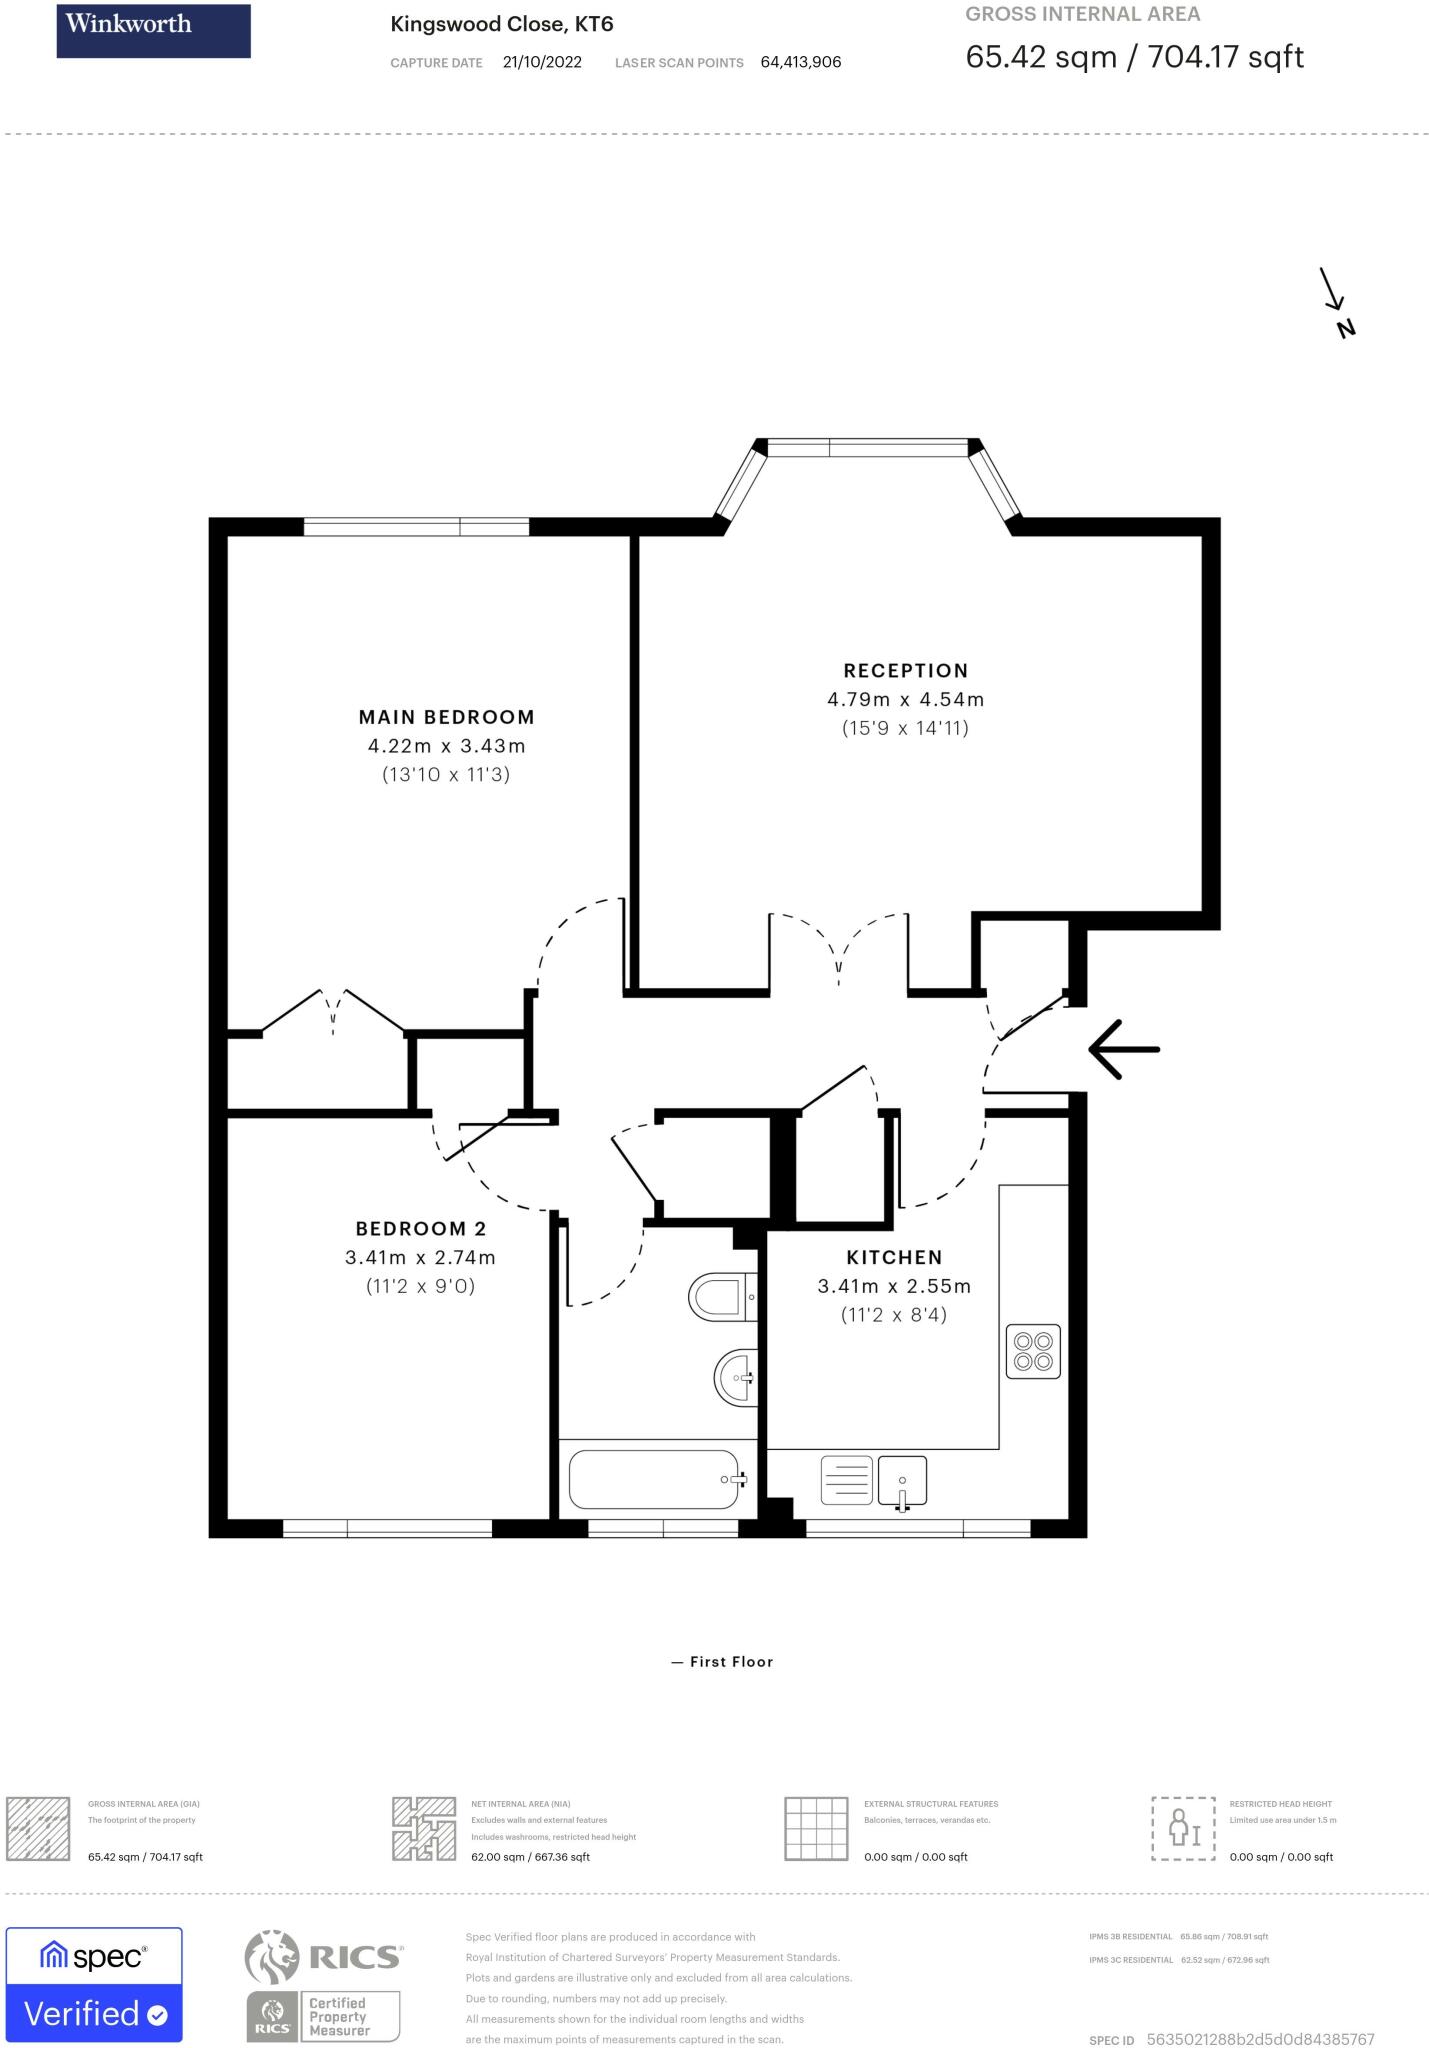 Winkworth
Kingswood Close, KT6
CAPTURE DATE 21/10/2022 LASER SCAN POINTS 64,413,906
GROSS INTERNAL AREA
65.42 sqm / 704.17 sqft
N
RECEPTION
4.79m x 4.54m
(15'9 x 14'11)
MAIN BEDROOM
4.22m x 3.43m
(13'10 x 11'3)
BEDROOM 2
3.41m x 2.74m
(11'2 x 9'0)
KITCHEN
3.41m x 2.55m
(11'2 x 8'4)
— First Floor
GROSS INTERNAL AREA (GIA)
The footprint of the property
65.42 sqm / 704.17 sqft
NET INTERNAL AREA (NIA)
Excludes walls and external features
Includes washrooms, restricted head height
62.00 sqm / 667.36 sqft
EXTERNAL STRUCTURAL FEATURES
Balconies, terraces, verandas etc.
0.00 sqm / 0.00 sqft
RESTRICTED HEAD HEIGHT
Limited use area under 1.5 m
0.00 sqm / 0.00 sqft
spec®
Verified
RICS®
RICS
Certified
Property
Measurer
Spec Verified floor plans are produced in accordance with
Royal Institution of Chartered Surveyors' Property Measurement Standards.
Plots and gardens are illustrative only and excluded from all area calculations.
Due to rounding, numbers may not add up precisely.
All measurements shown for the individual room lengths and widths
are the maximum points of measurements captured in the scan.
IPMS 3B RESIDENTIAL 65.86 sqm / 708.91 sqft
IPMS 3C RESIDENTIAL 62.52 sqm / 672.96 sqft
SPEC ID 5635021288b2d5d0d84385767